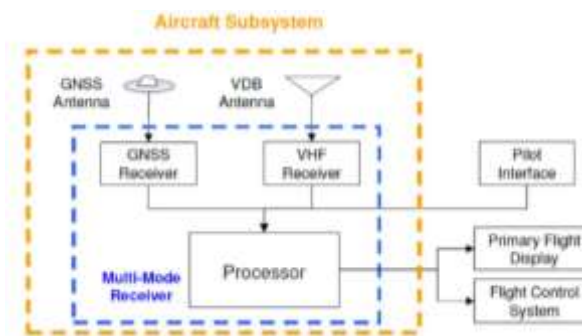 Aircraft Subsystem
GNSS
Antenna
VDB
Antenna
GNSS
Receiver
VHF
Receiver
Pilot
Interface
Multi-Mode
Receiver
Processor
Primary Flight
Display
Flight Control
System